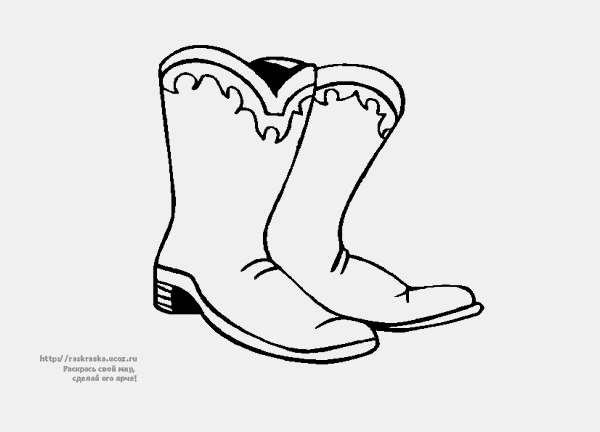 http://raskraska.ucoz.ru
Раскрась свой мир,
сделай его ярче!